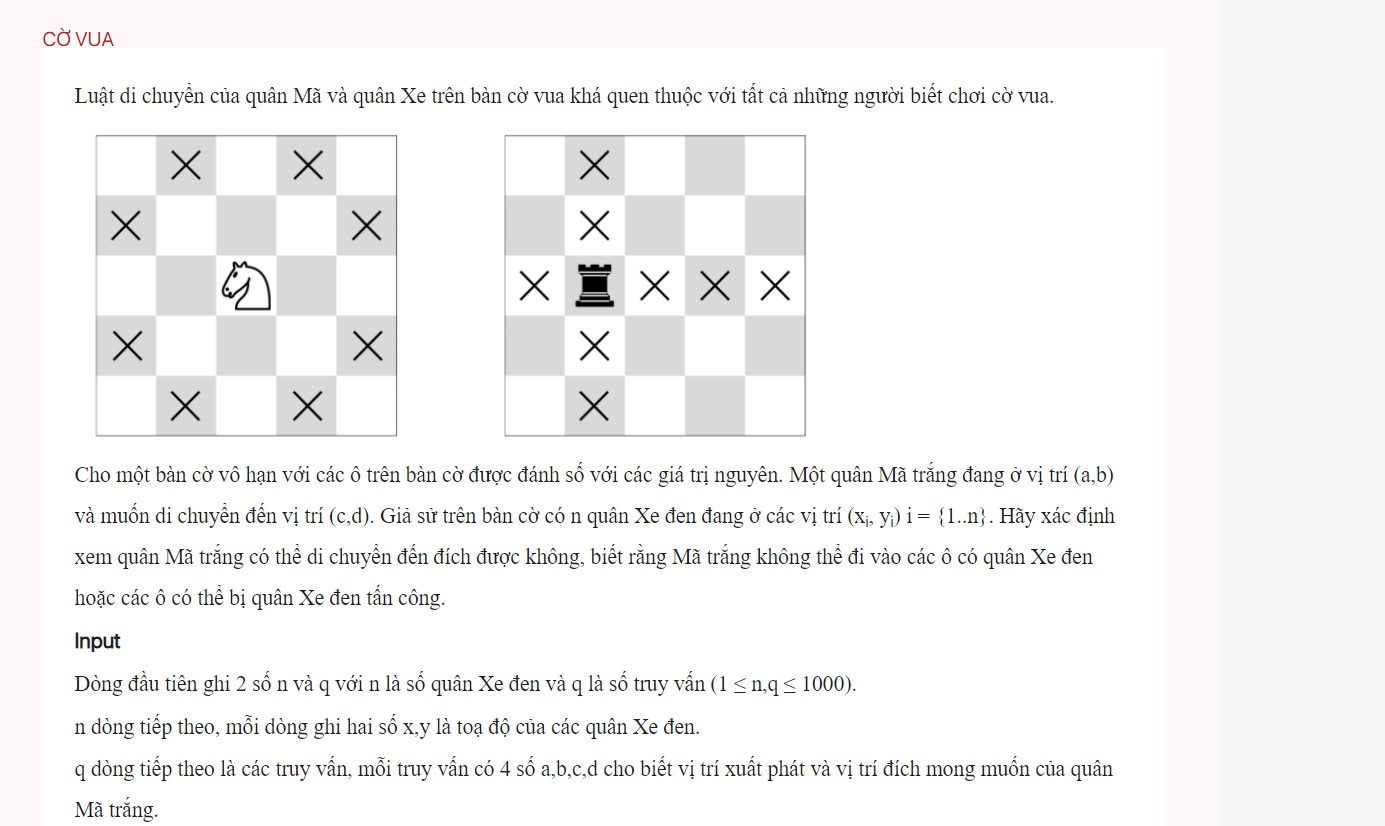 CỜ VUA
Luật di chuyển của quân Mã và quân Xe trên bàn cờ vua khá quen thuộc với tất cả những người biết chơi cờ vua.
Cho một bàn cờ vô hạn với các ô trên bàn cờ được đánh số với các giá trị nguyên. Một quân Mã trắng đang ở vị trí (a,b)
và muốn di chuyển đến vị trí (c,d). Giả sử trên bàn cờ có n quân Xe đen đang ở các vị trí (xᵢ, yᵢ) i = {1..n}. Hãy xác định
xem quân Mã trắng có thể di chuyển đến đích được không, biết rằng Mã trắng không thể đi vào các ô có quân Xe đen
hoặc các ô có thể bị quân Xe đen tấn công.
Input
Dòng đầu tiên ghi 2 số n và q với n là số quân Xe đen và q là số truy vấn (1 ≤ n,q ≤ 1000).
n dòng tiếp theo, mỗi dòng ghi hai số x,y là toạ độ của các quân Xe đen.
q dòng tiếp theo là các truy vấn, mỗi truy vấn có 4 số a,b,c,d cho biết vị trí xuất phát và vị trí đích mong muốn của quân
Mã trắng.